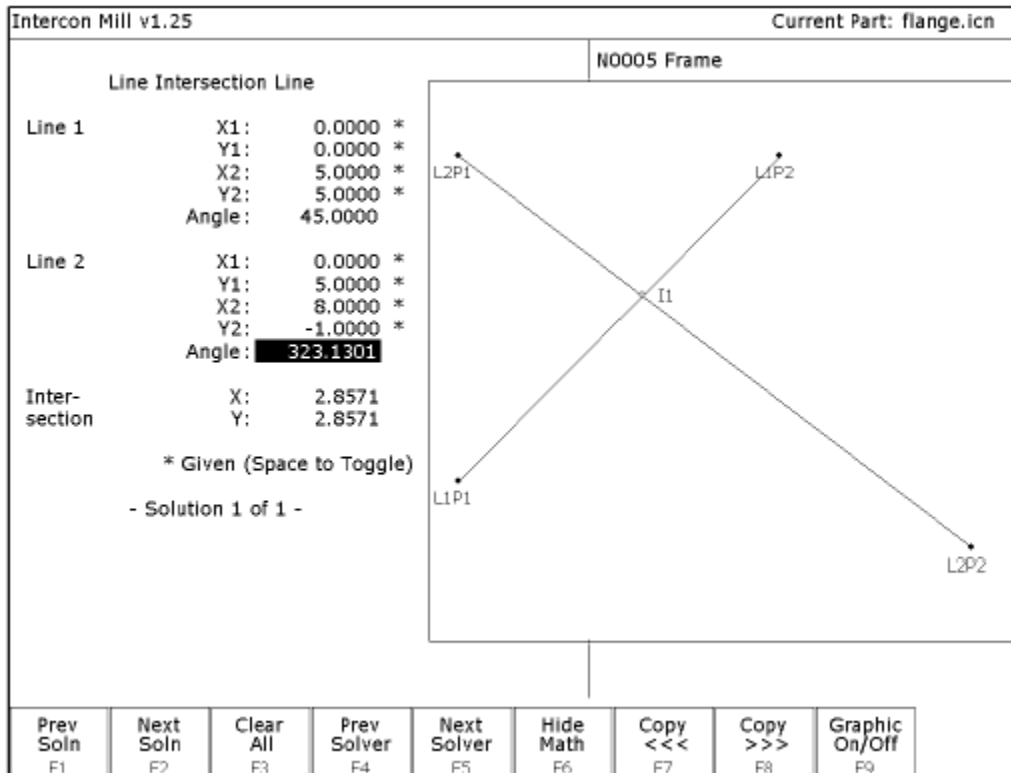 Intercon Mill v1.25 Current Part: flange.icn
N0005 Frame
Line Intersection Line
Line 1 X1: 0.0000 *
Y1: 0.0000 *
X2: 5.0000 *
Y2: 5.0000 *
Angle: 45.0000
Line 2 X1: 0.0000 *
Y1: 5.0000 *
X2: 8.0000 *
Y2: -1.0000 *
Angle: 323.1301
Inter- X: 2.8571
section Y: 2.8571
* Given (Space to Toggle)
- Solution 1 of 1 -
L2P1 L1P2
I1
L1P1
L2P2
Prev Next Clear Prev Next Hide Copy Copy Graphic
Soln Soln All Solver Solver Math <<< >>> On/Off
F1 F2 F3 F4 F5 F6 F7 F8 F9